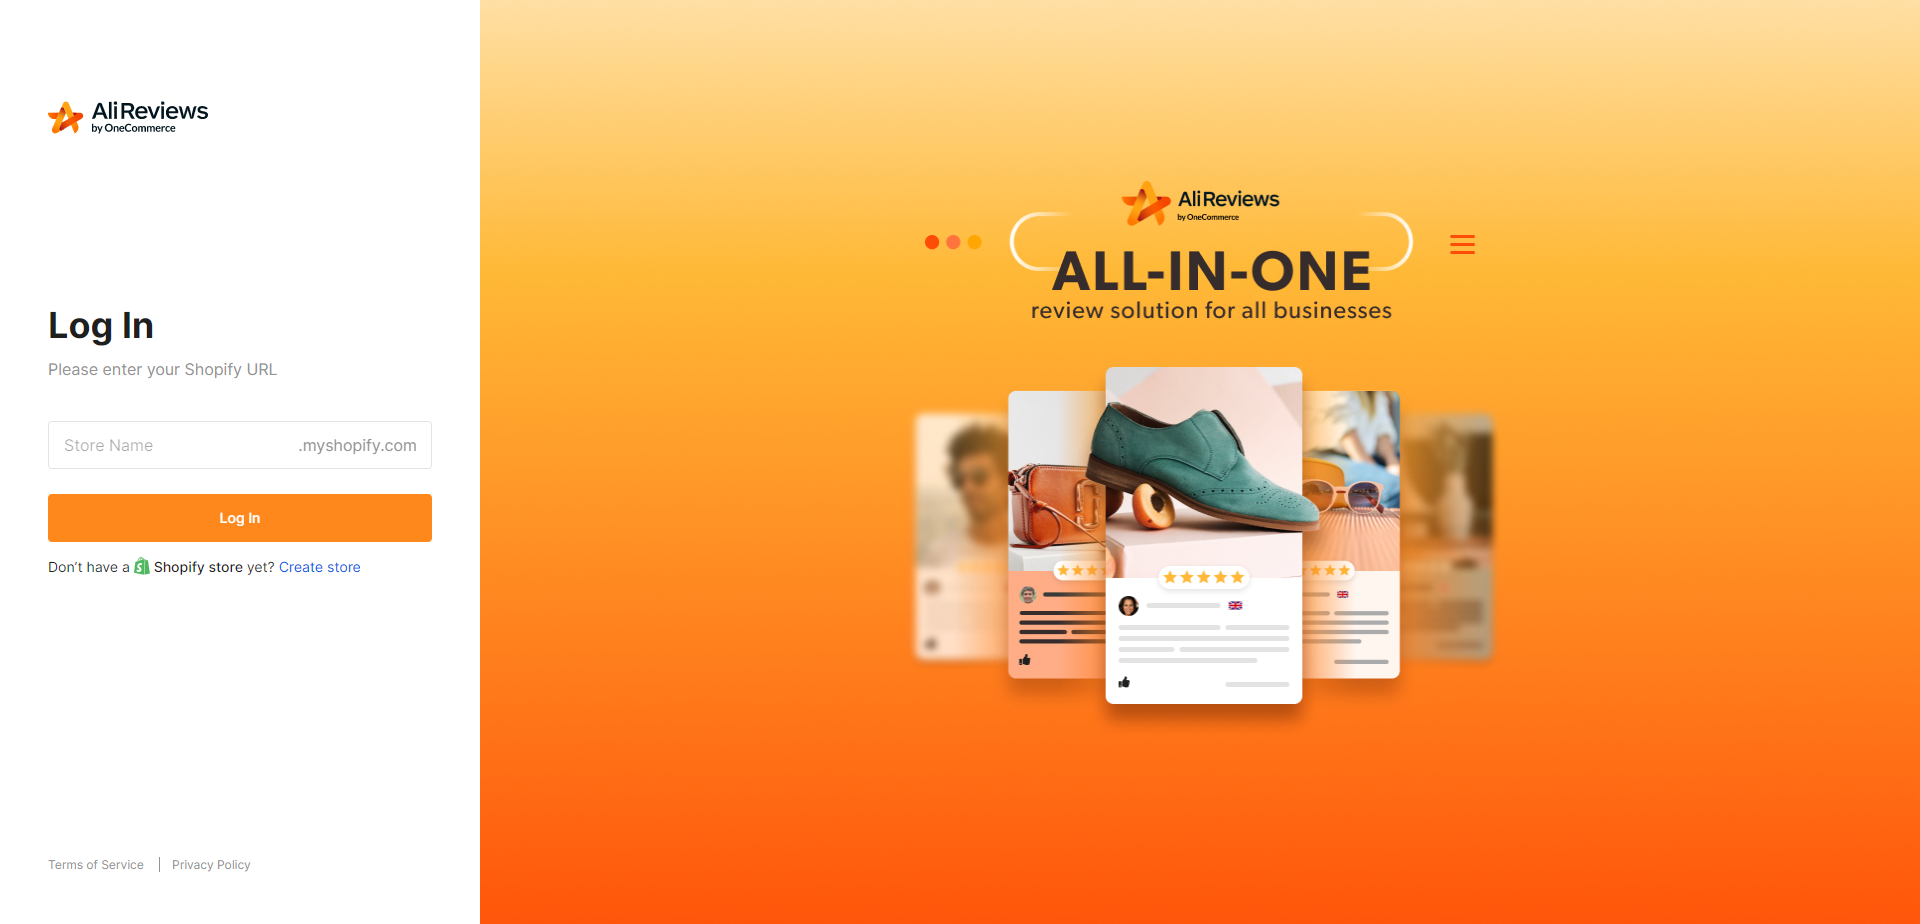 AliReviews
by OneCommerce
Log In
Please enter your Shopify URL
Store Name .myshopify.com
Log In
Don't have a Shopify store yet? Create store
Terms of Service | Privacy Policy
AliReviews
by OneCommerce
ALL-IN-ONE
review solution for all businesses